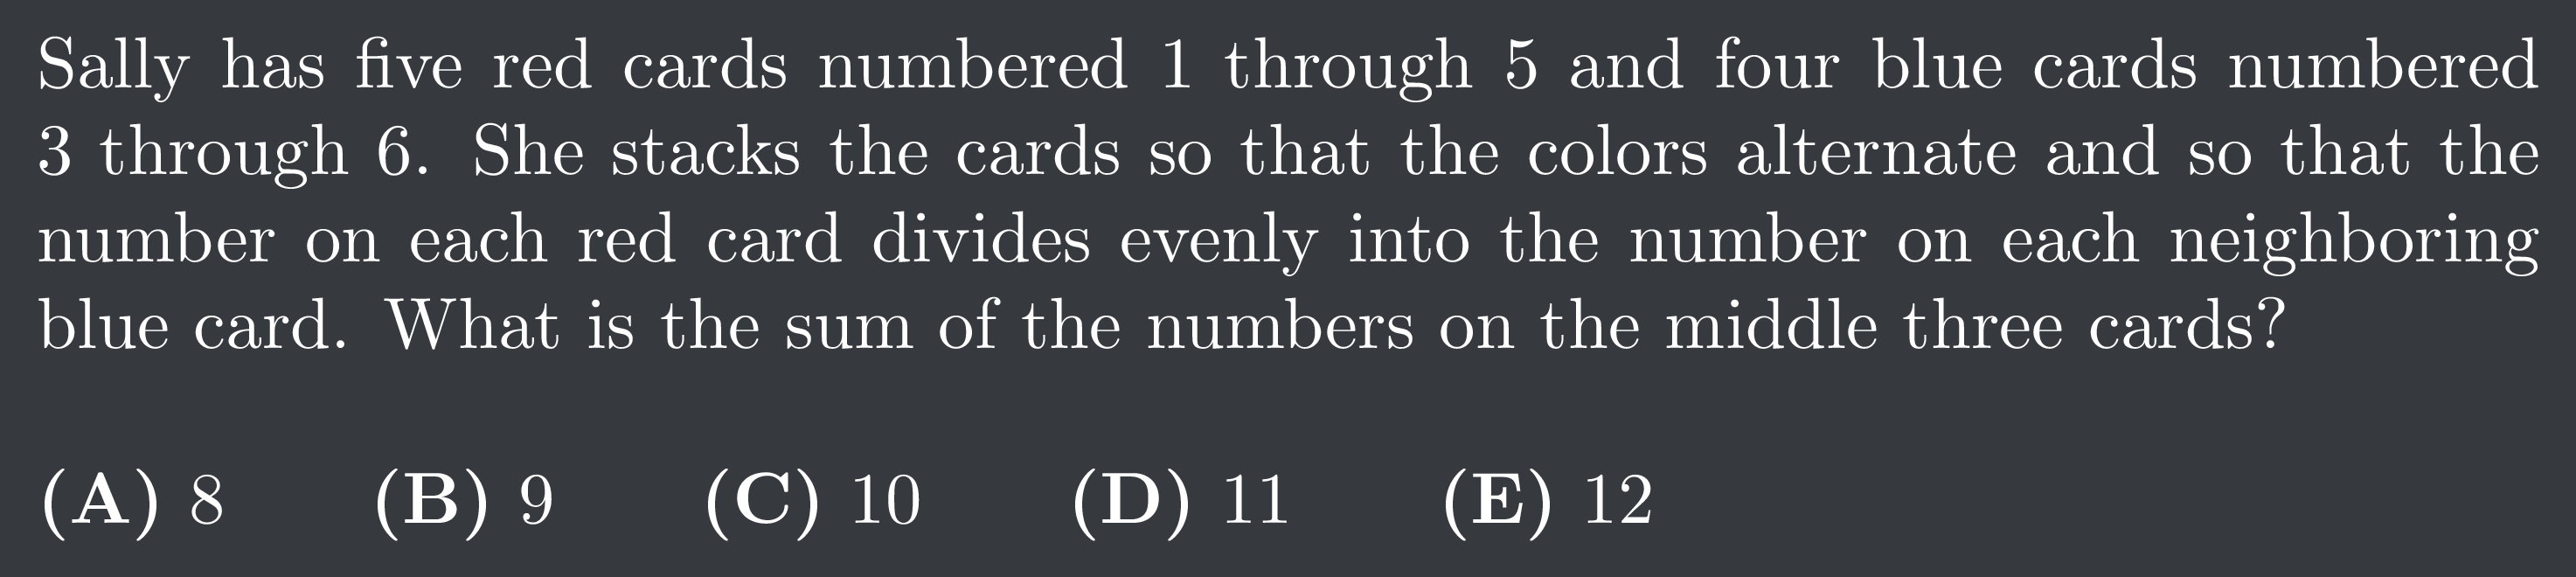 Sally has five red cards numbered 1 through 5 and four blue cards numbered
3 through 6. She stacks the cards so that the colors alternate and so that the
number on each red card divides evenly into the number on each neighboring
blue card. What is the sum of the numbers on the middle three cards?
(A) 8 (B) 9 (C) 10 (D) 11 (E) 12